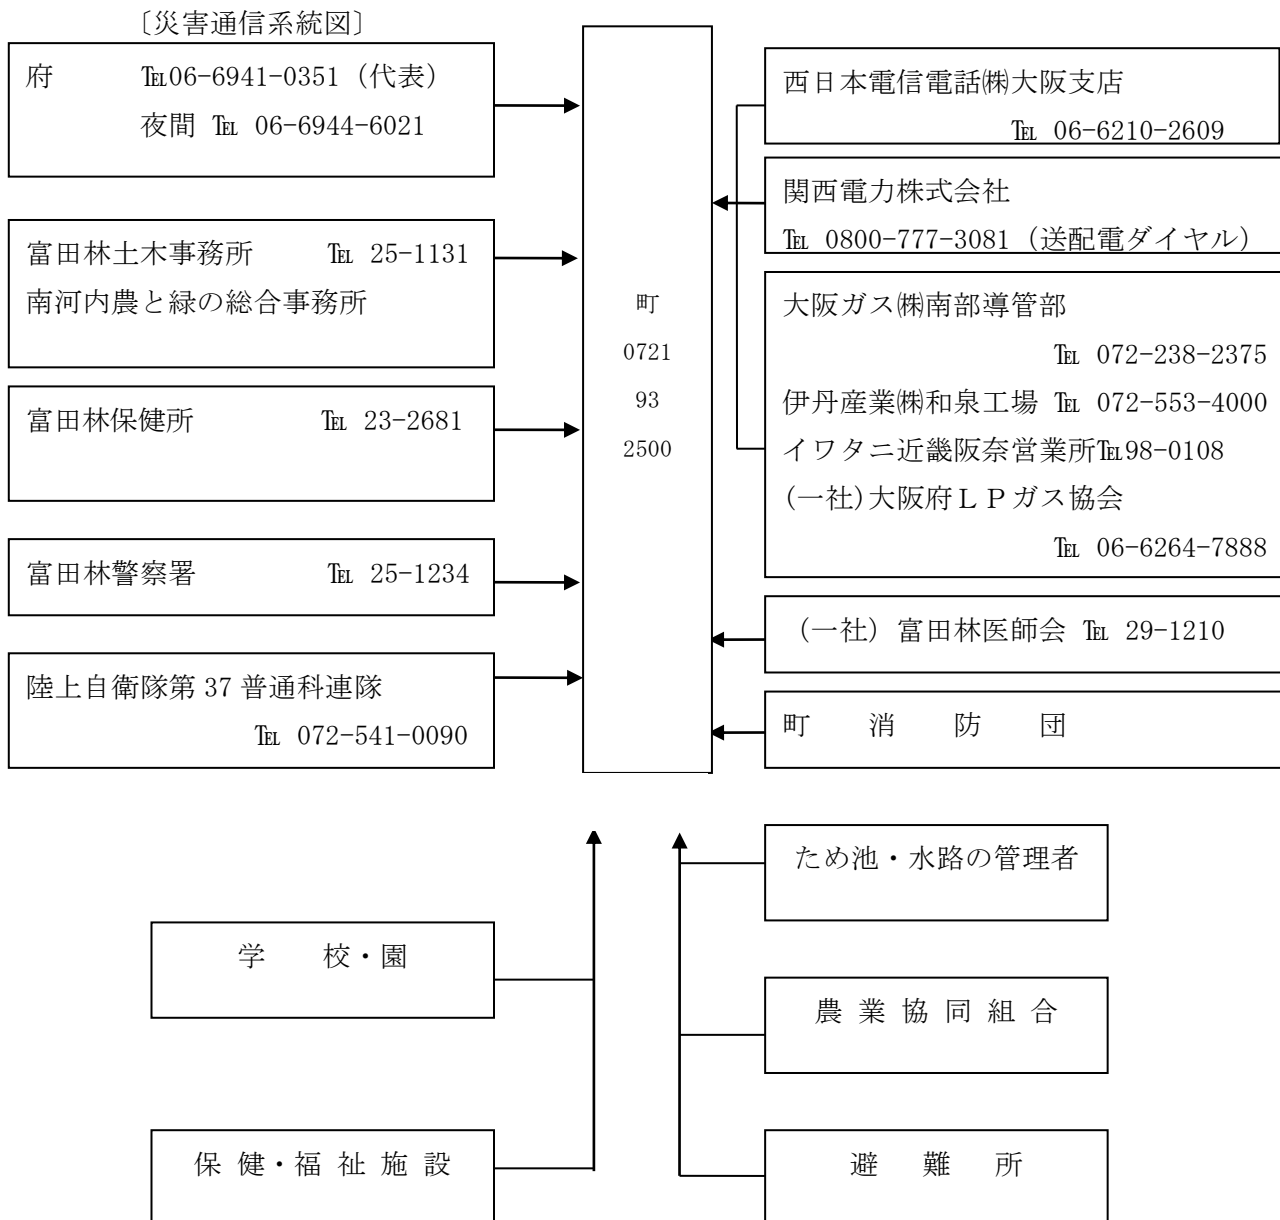 〔災害通信系統図〕
府 ℡06-6941-0351（代表）
夜間 ℡ 06-6944-6021
富田林土木事務所 ℡ 25-1131
南河内農と緑の総合事務所
富田林保健所 ℡ 23-2681
富田林警察署 ℡ 25-1234
陸上自衛隊第 37 普通科連隊
℡ 072-541-0090
町
0721
93
2500
西日本電信電話㈱大阪支店
℡ 06-6210-2609
関西電力株式会社
℡ 0800-777-3081（送配電ダイヤル）
大阪ガス㈱南部導管部
℡ 072-238-2375
伊丹産業㈱和泉工場 ℡ 072-553-4000
イワタニ近畿阪奈営業所℡98-0108
(一社)大阪府ＬＰガス協会
℡ 06-6264-7888
（一社）富田林医師会 ℡ 29-1210
町 消 防 団
ため池・水路の管理者
学 校・園
農 業 協 同 組 合
保 健・福 祉 施 設
避 難 所